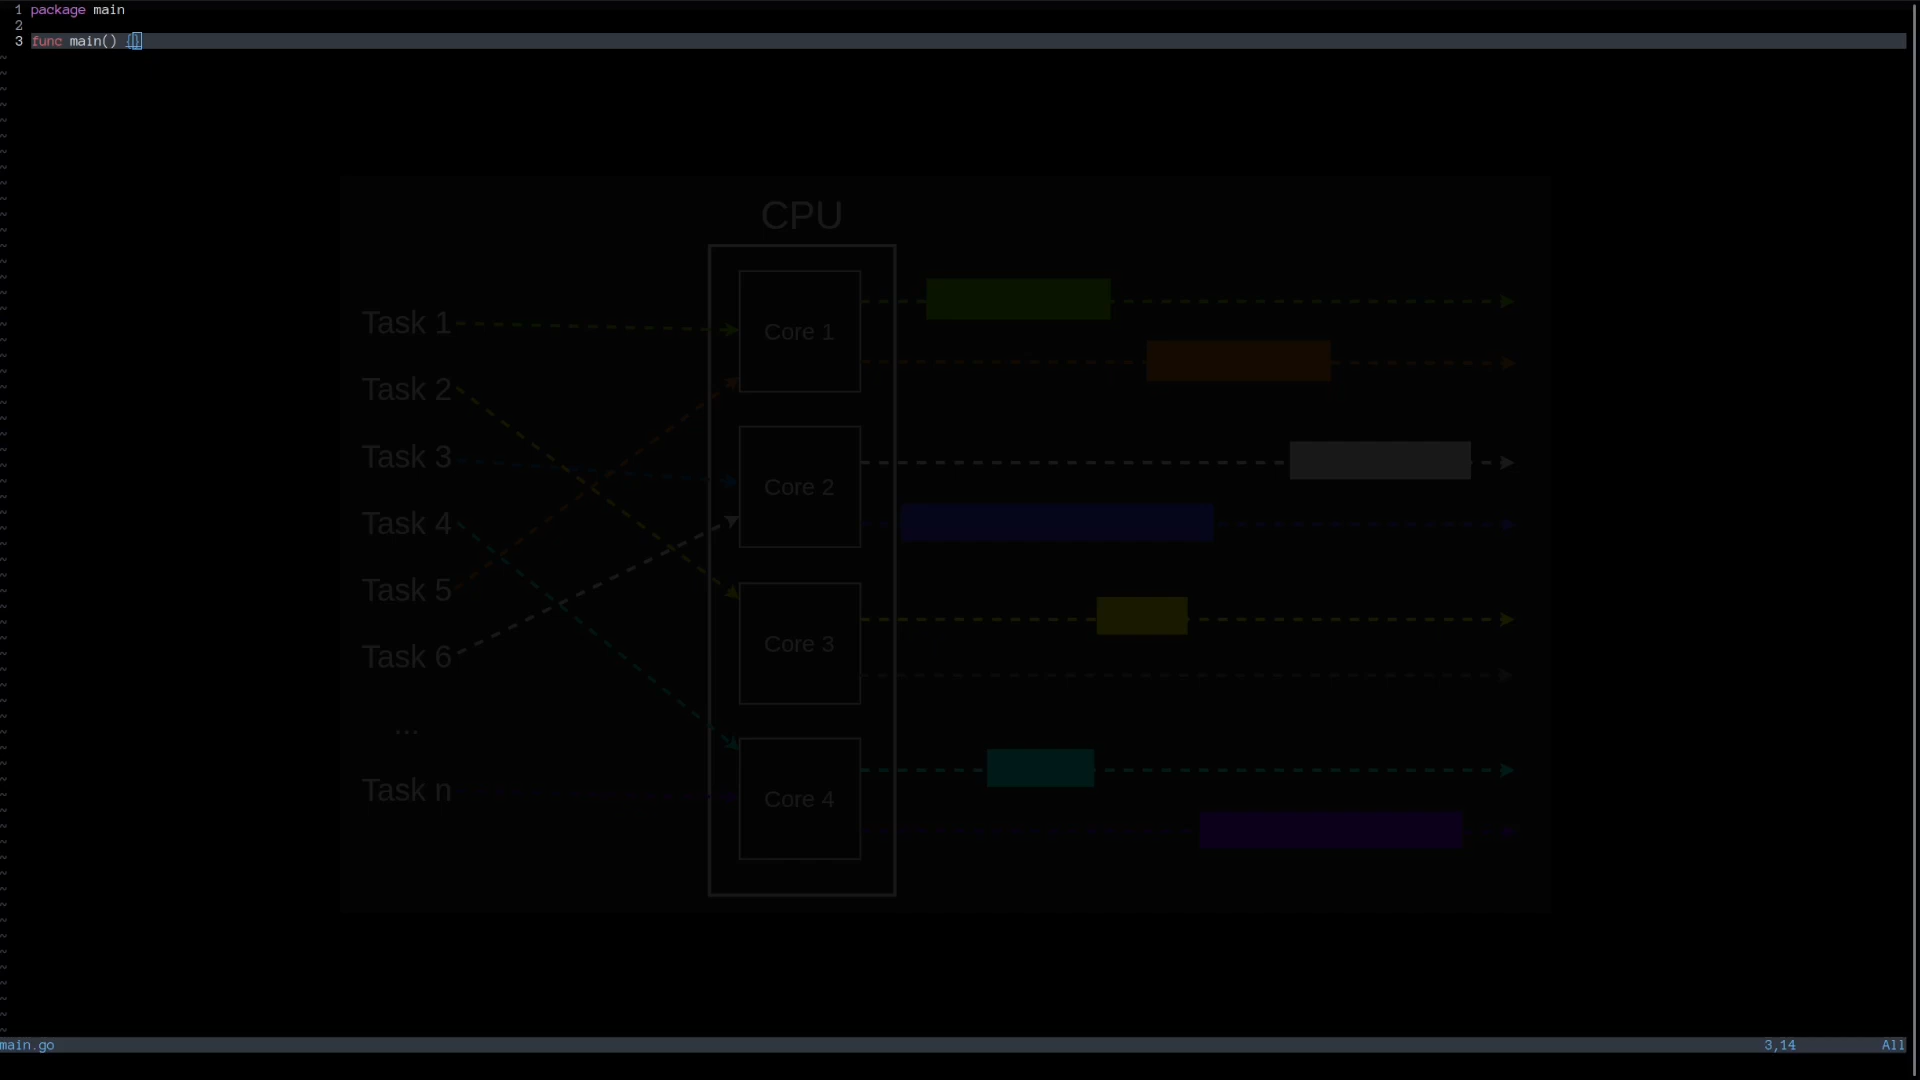 1 package main
2
3 func main() {}
CPU
Task 1
Task 2
Task 3
Task 4
Task 5
Task 6
...
Task n
Core 1
Core 2
Core 3
Core 4
main.go 3,14 All